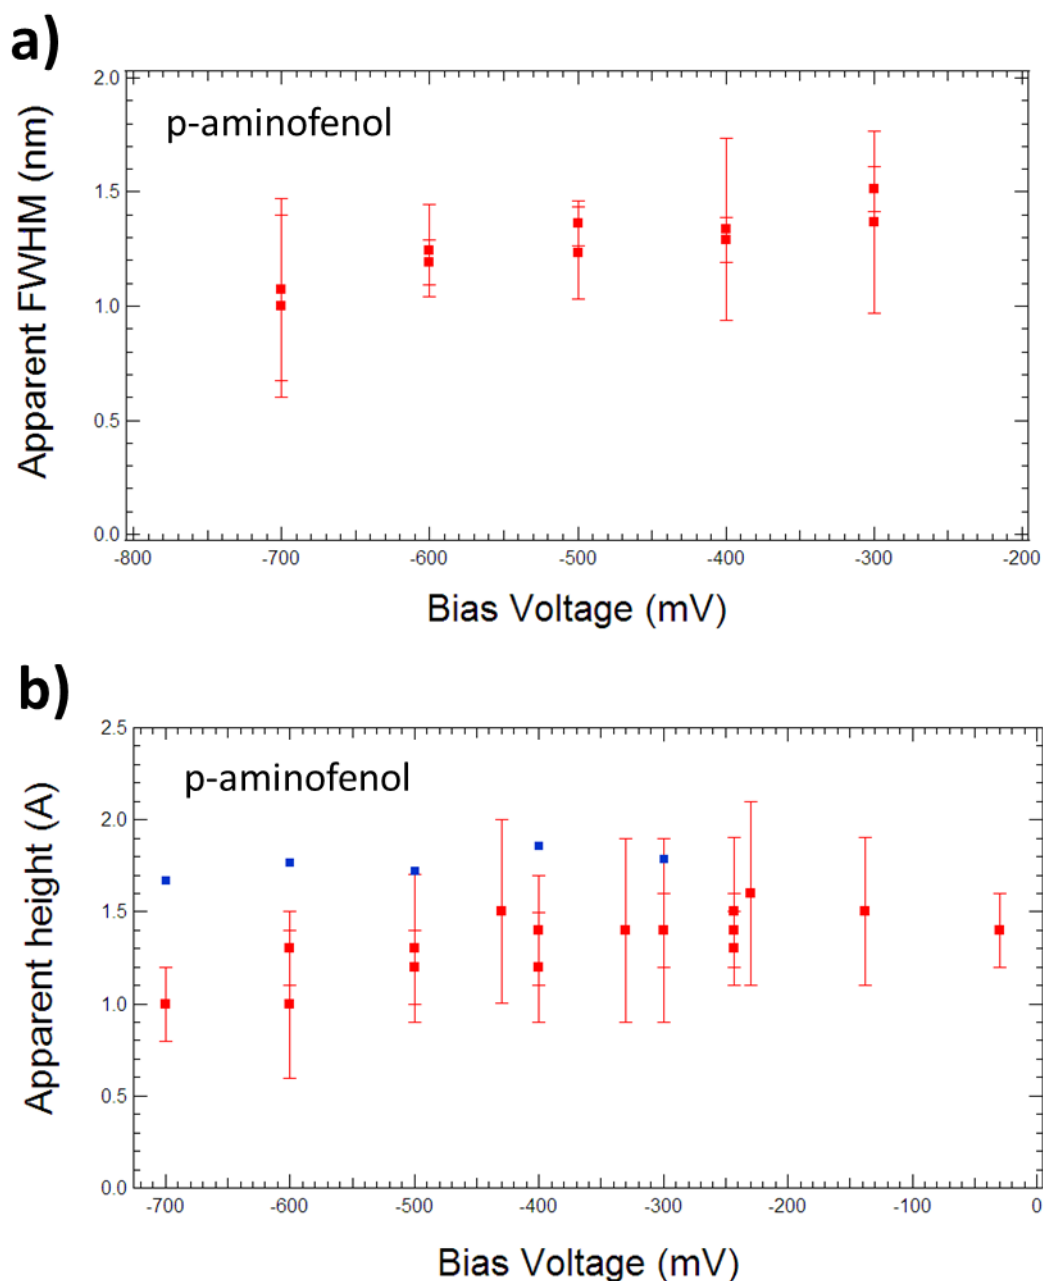 a)
p-aminofenol
Apparent FWHM (nm)
2.0
1.5
1.0
0.5
0.0
-800 -700 -600 -500 -400 -300 -200
Bias Voltage (mV)
b)
p-aminofenol
Apparent height (A)
2.5
2.0
1.5
1.0
0.5
0.0
-700 -600 -500 -400 -300 -200 -100 0
Bias Voltage (mV)